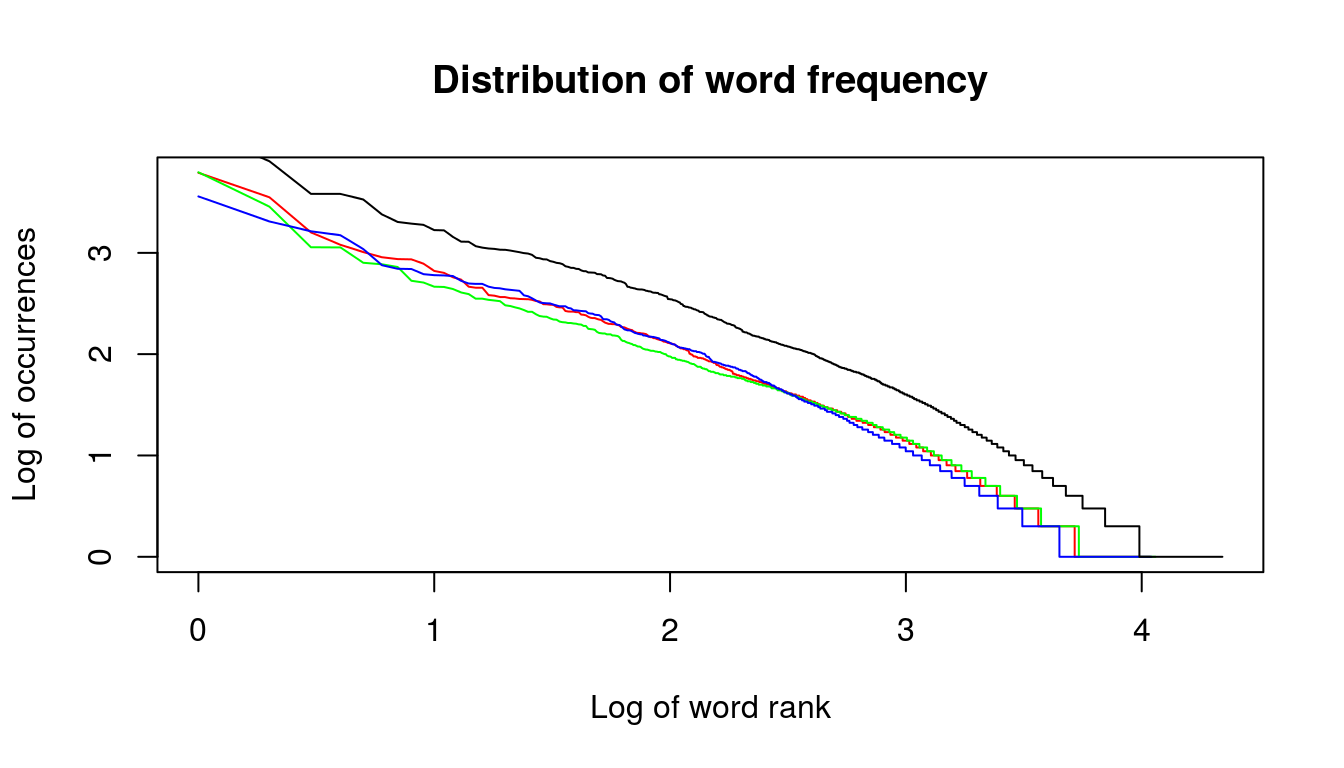 Distribution of word frequency
Log of occurrences
3
2
1
0
0 1 2 3 4
Log of word rank